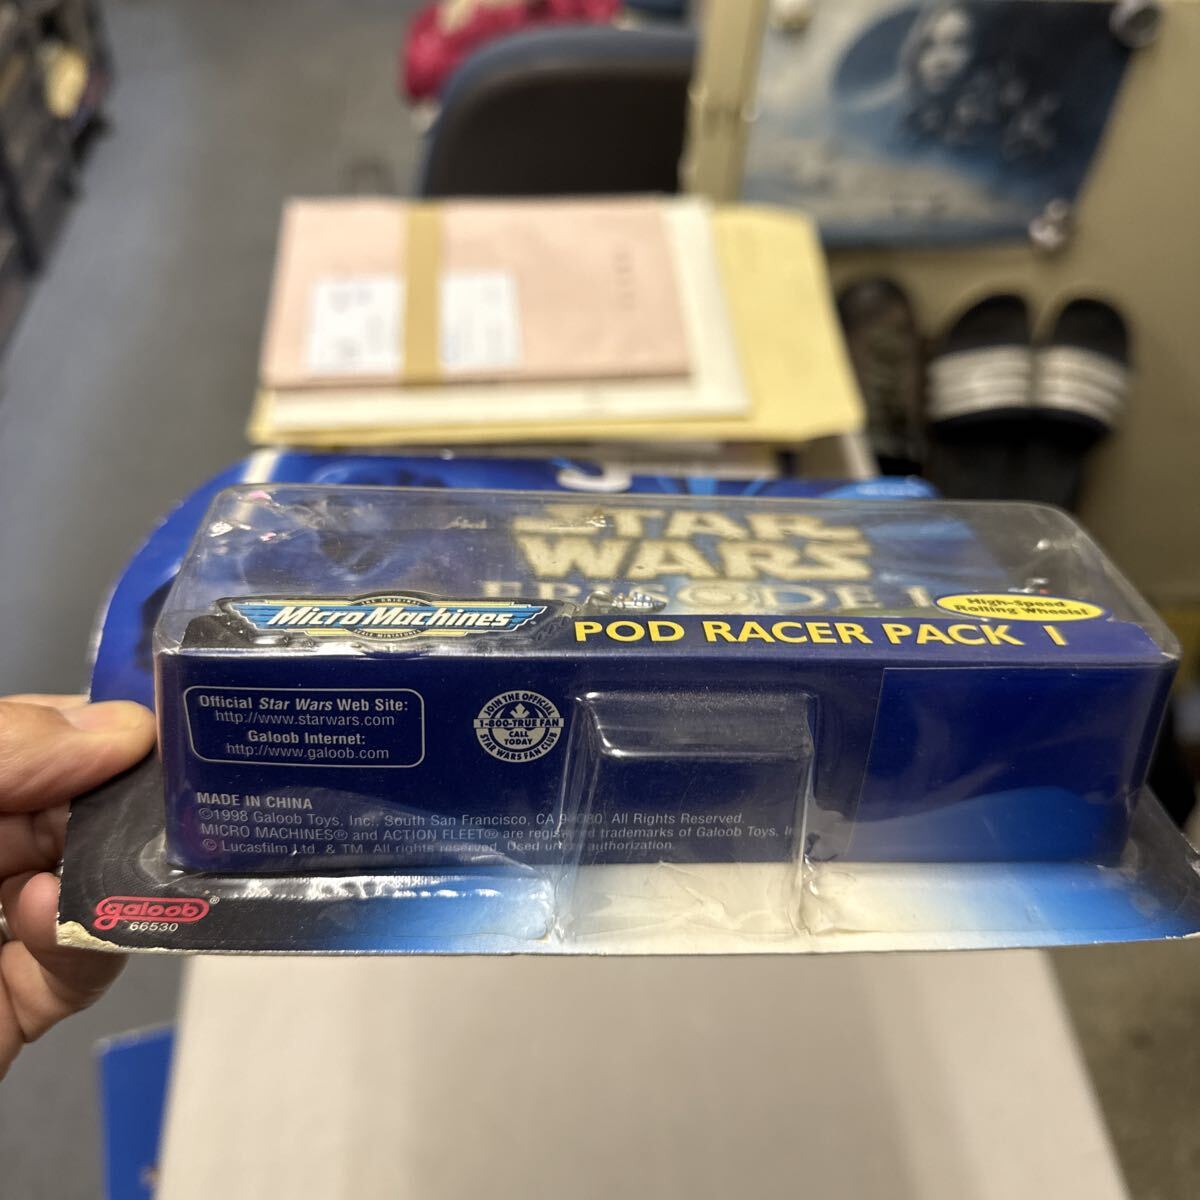 STAR
WARS
EPISODE I
THE ORIGINAL
Micro Machines
SCALE MINIATURES
POD RACER PACK I
High-Speed
Rolling Wheels!
Official Star Wars Web Site:
http://www.starwars.com
Galoob Internet:
http://www.galoob.com
JOIN THE OFFICIAL
1-800-TRUE FAN
CALL
TODAY
STAR WARS FAN CLUB
MADE IN CHINA
©1998 Galoob Toys, Inc., South San Francisco, CA 94080. All Rights Reserved.
MICRO MACHINES® and ACTION FLEET® are registered trademarks of Galoob Toys, In
© Lucasfilm Ltd. & TM. All rights reserved. Used under authorization.
galoob®
66530